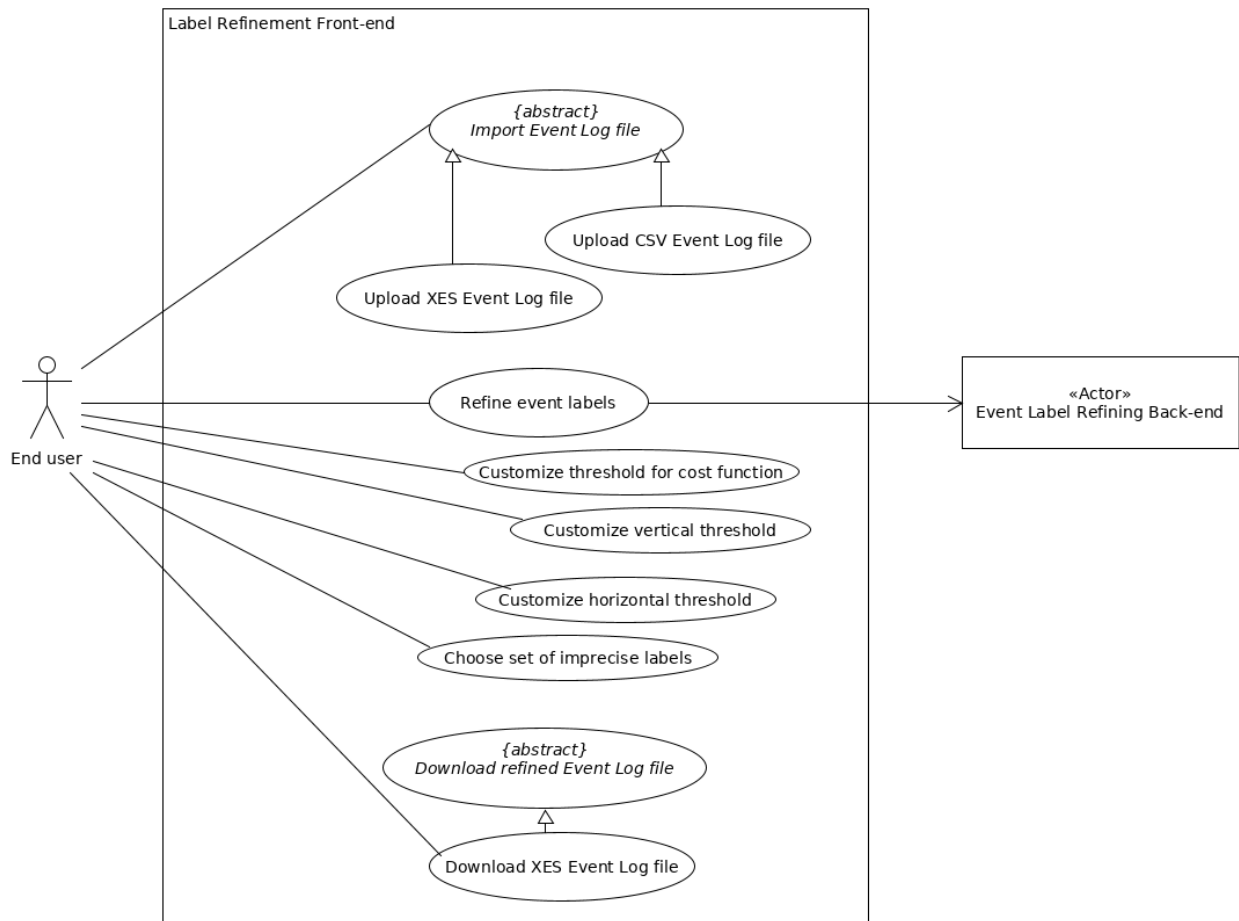 Label Refinement Front-end
{abstract}
Import Event Log file
Upload CSV Event Log file
Upload XES Event Log file
Refine event labels
«Actor»
Event Label Refining Back-end
End user
Customize threshold for cost function
Customize vertical threshold
Customize horizontal threshold
Choose set of imprecise labels
{abstract}
Download refined Event Log file
Download XES Event Log file